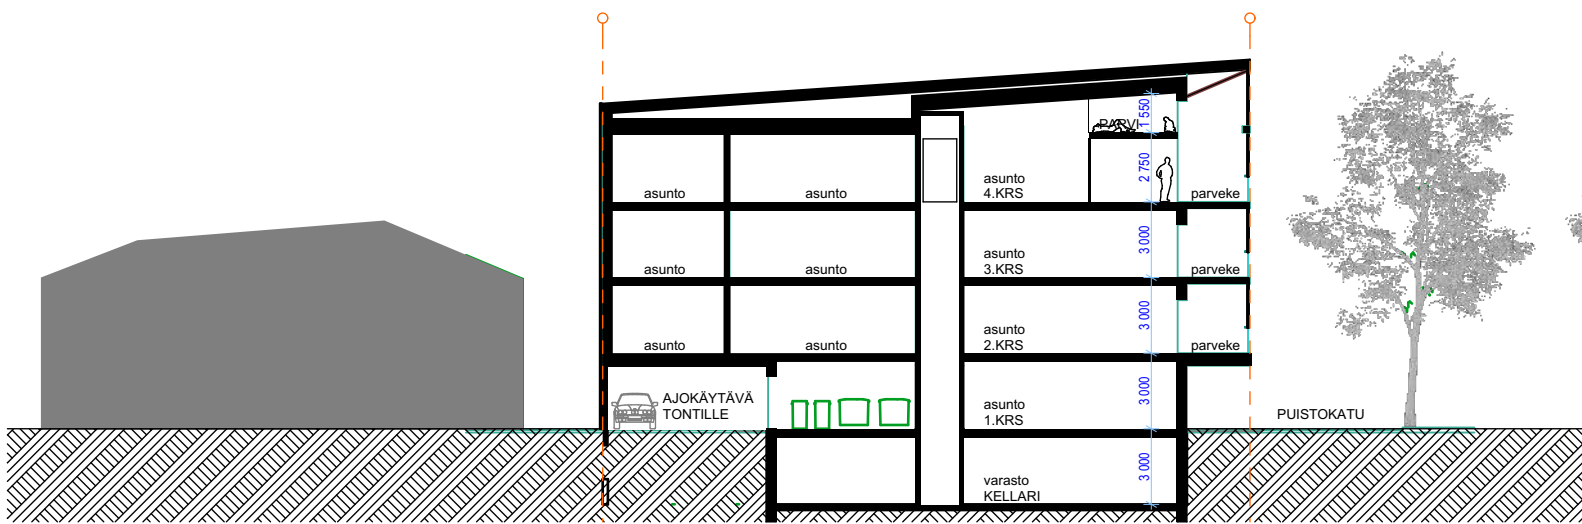 1 550
PARVI
2 750
asunto
asunto
asunto
4.KRS
parveke
3 000
asunto
asunto
asunto
3.KRS
parveke
3 000
asunto
asunto
asunto
2.KRS
parveke
3 000
AJOKÄYTÄVÄ
TONTILLE
asunto
1.KRS
PUISTOKATU
3 000
varasto
KELLARI